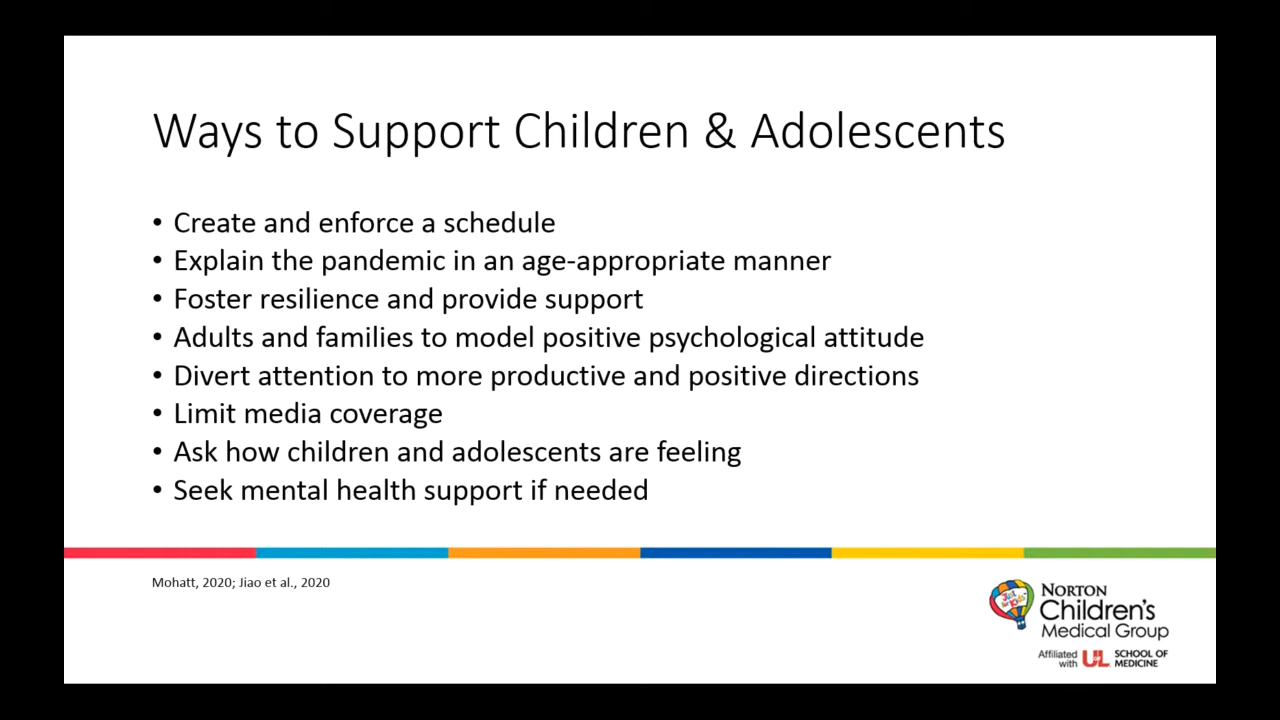 Ways to Support Children & Adolescents
• Create and enforce a schedule
• Explain the pandemic in an age-appropriate manner
• Foster resilience and provide support
• Adults and families to model positive psychological attitude
• Divert attention to more productive and positive directions
• Limit media coverage
• Ask how children and adolescents are feeling
• Seek mental health support if needed
Mohatt, 2020; Jiao et al., 2020
Just for Kids
NORTON
Children's
Medical Group
Affiliated with UL SCHOOL OF MEDICINE